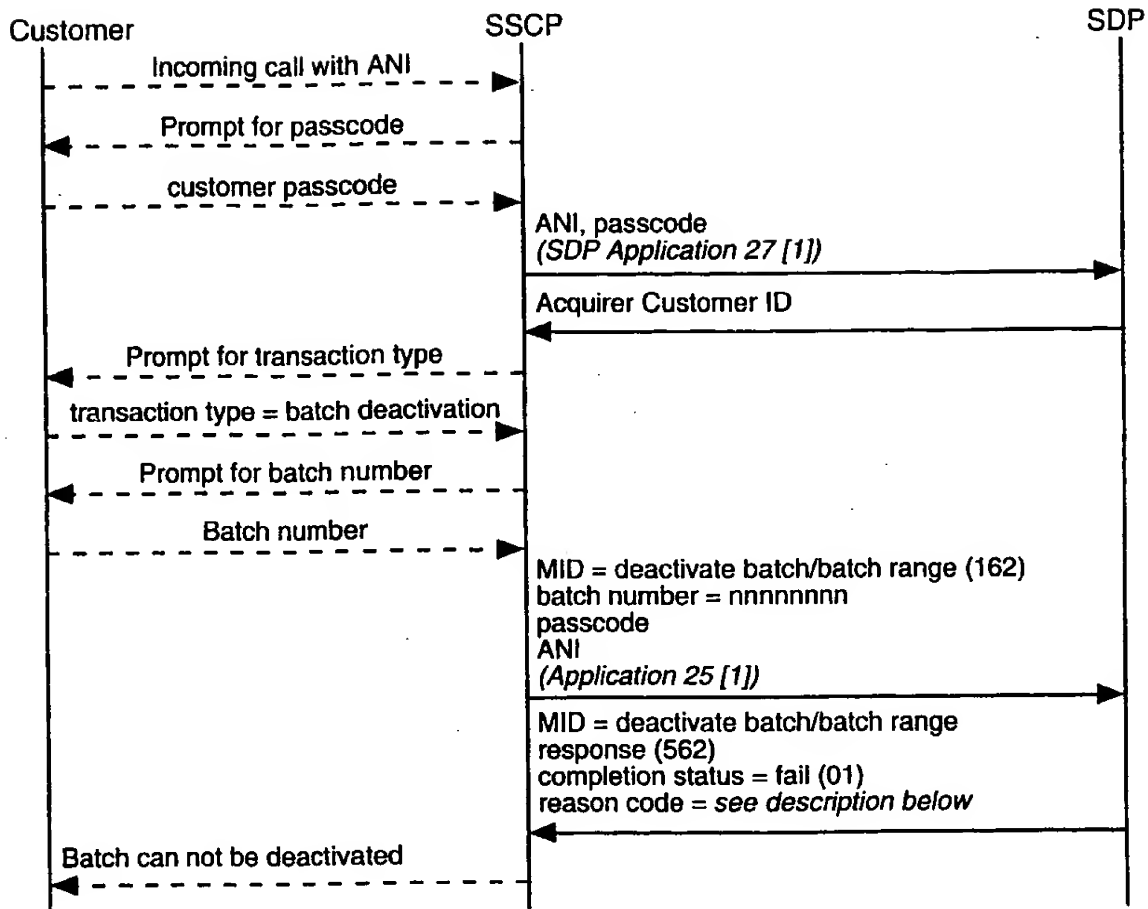 Customer
SSCP
SDP
Incoming call with ANI
Prompt for passcode
customer passcode
ANI, passcode
(SDP Application 27 [1])
Acquirer Customer ID
Prompt for transaction type
transaction type = batch deactivation
Prompt for batch number
Batch number
MID = deactivate batch/batch range (162)
batch number = nnnnnnnn
passcode
ANI
(Application 25 [1])
MID = deactivate batch/batch range
response (562)
completion status = fail (01)
reason code = see description below
Batch can not be deactivated